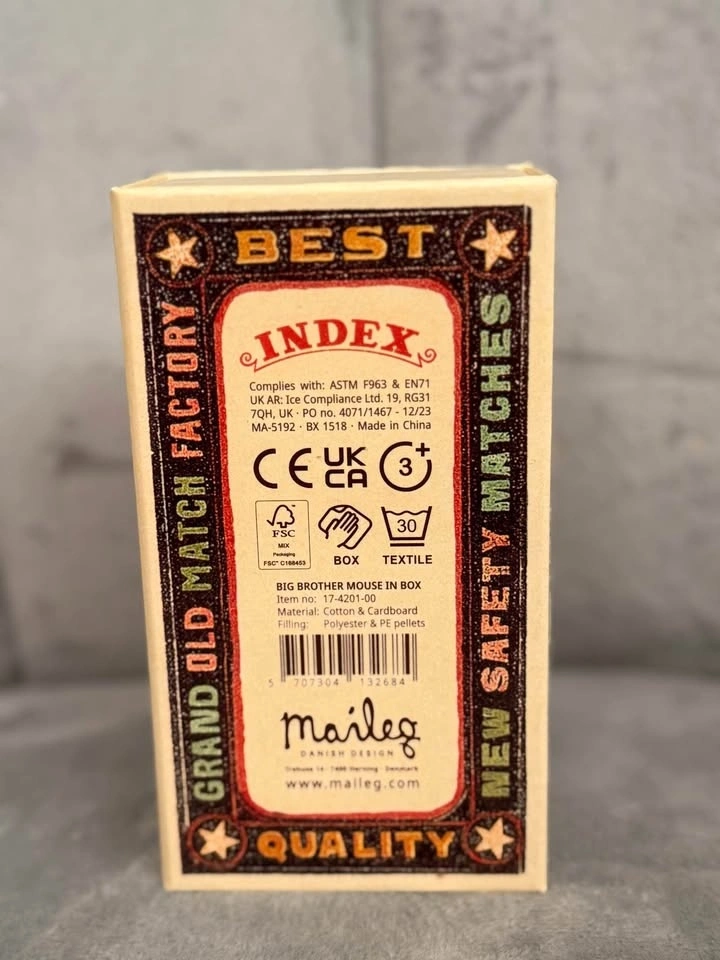 BEST
GRAND OLD MATCH FACTORY
INDEX
Complies with: ASTM F963 & EN71
UK AR: Ice Compliance Ltd. 19, RG31
7QH, UK · PO no. 4071/1467 - 12/23
MA-5192 · BX 1518 · Made in China
CE UK CA 3+
FSC
MIX
Packaging
FSC® C168453
BOX
30
TEXTILE
BIG BROTHER MOUSE IN BOX
Item no: 17-4201-00
Material: Cotton & Cardboard
Filling: Polyester & PE pellets
5 707304 132684
maileg
DANISH DESIGN
Herning · Denmark
www.maileg.com
NEW SAFETY MATCHES
QUALITY